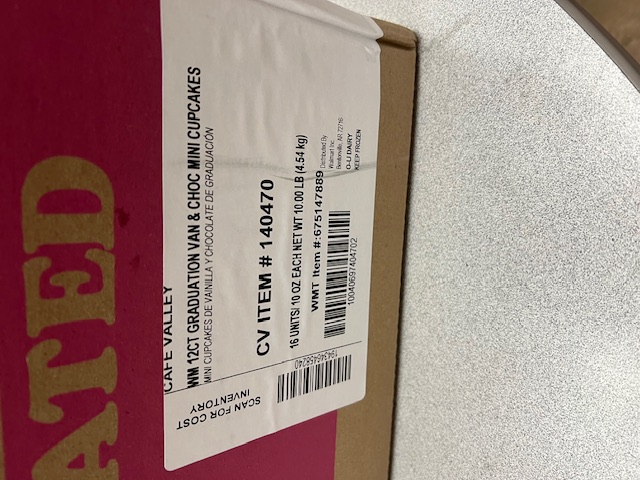 ATED
CAFE VALLEY
WM 12CT GRADUATION VAN & CHOC MINI CUPCAKES
MINI CUPCAKES DE VAINILLA Y CHOCOLATE DE GRADUACIÓN
CV ITEM # 140470
16 UNITS/ 10 OZ EACH NET WT 10.00 LB (4.54 kg)
WMT Item #:675147889
Distributed By
Walmart Inc.
Bentonville, AR 72716
O-U DAIRY
KEEP FROZEN
10040697404702
SCAN FOR COST
INVENTORY
194346458240